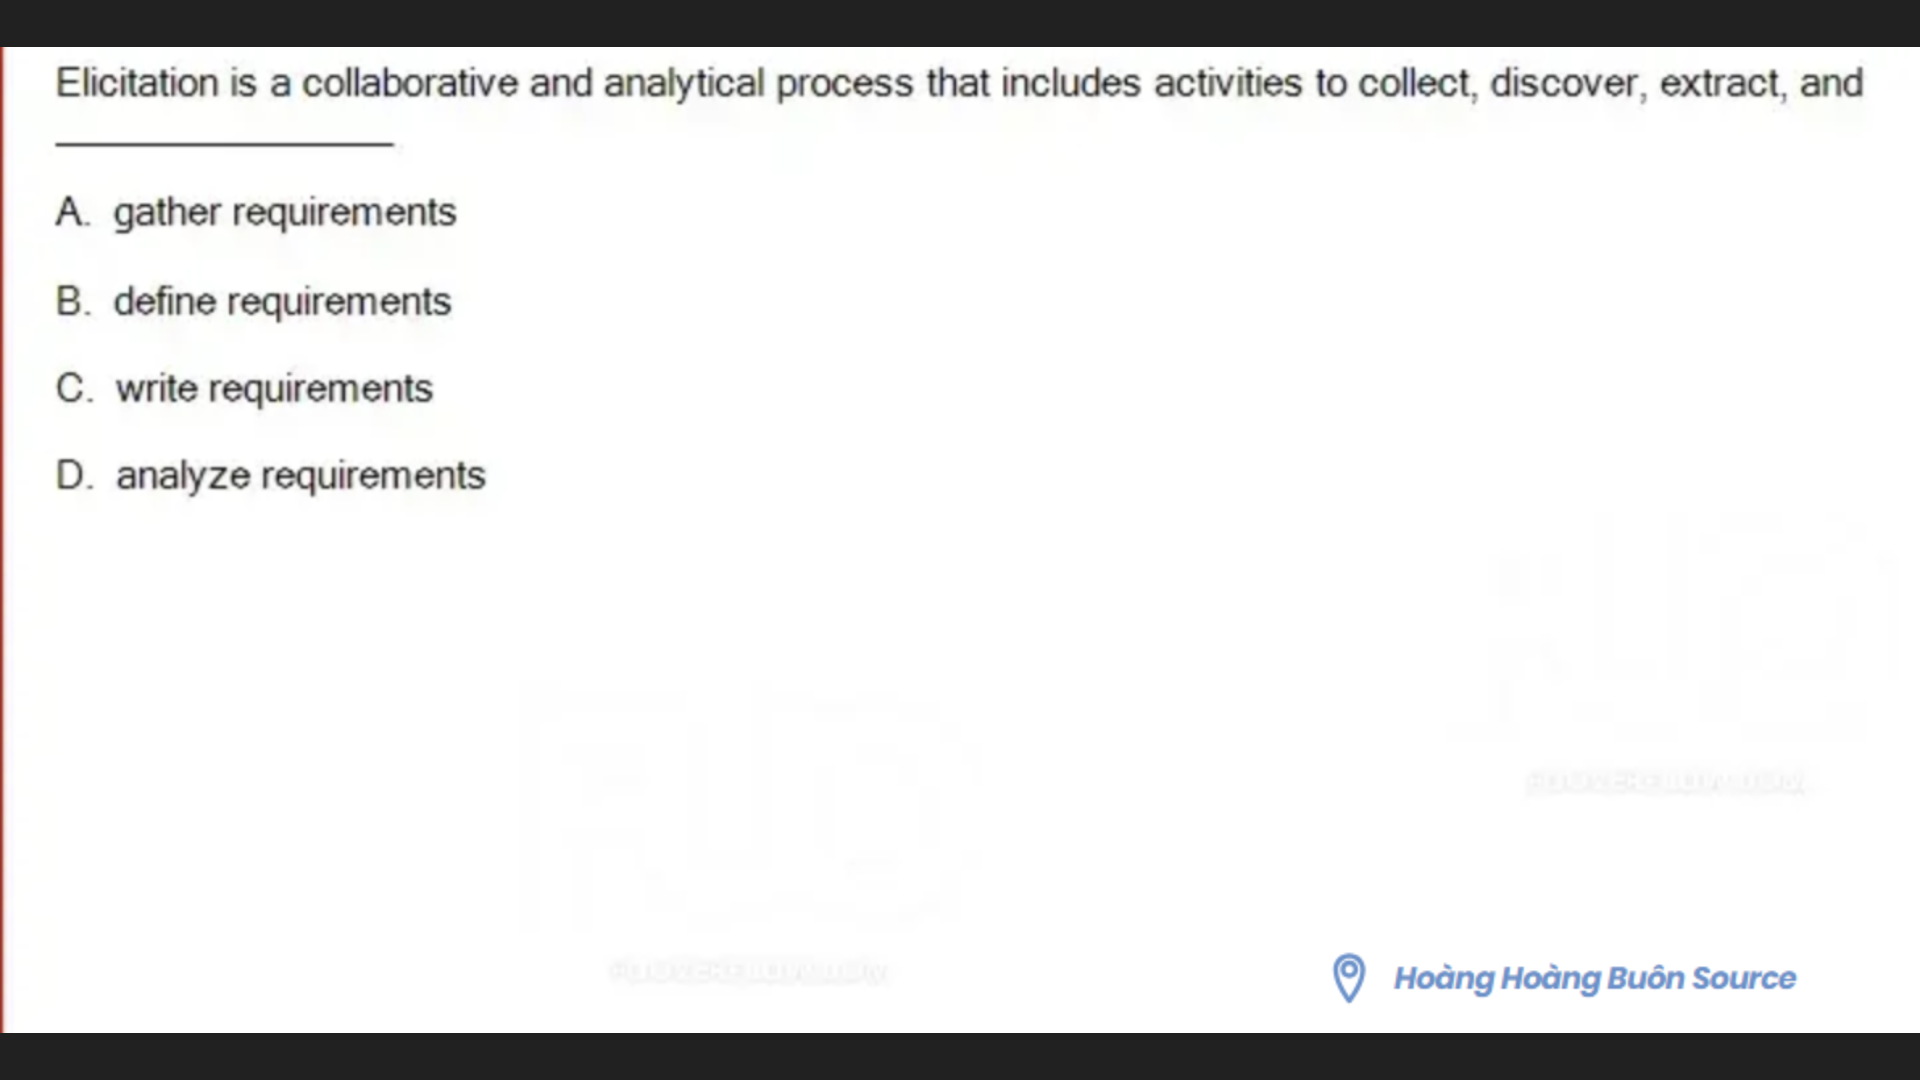 Elicitation is a collaborative and analytical process that includes activities to collect, discover, extract, and
A. gather requirements
B. define requirements
C. write requirements
D. analyze requirements
Hoàng Hoàng Buôn Source